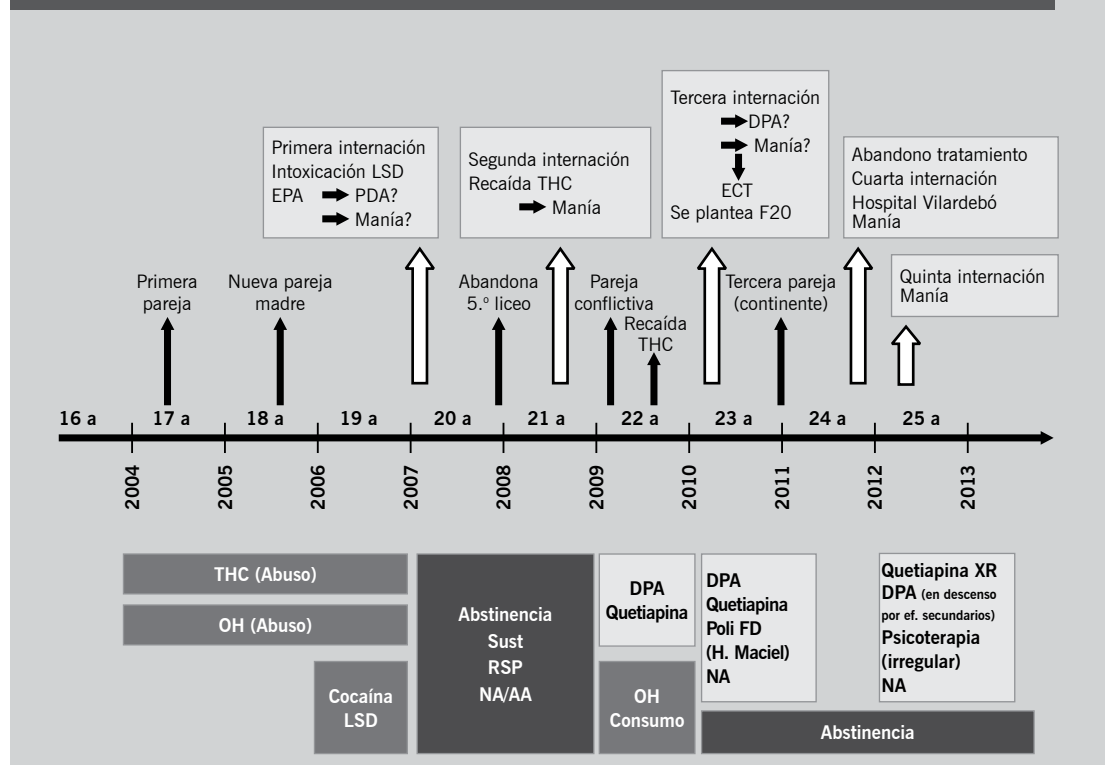 Primera internación
Intoxicación LSD
EPA PDA?
Manía?
Segunda internación
Recaída THC
Manía
Tercera internación
DPA?
Manía?
ECT
Se plantea F20
Abandono tratamiento
Cuarta internación
Hospital Vilardebó
Manía
Quinta internación
Manía
Primera
pareja
Nueva pareja
madre
Abandona
5.º liceo
Pareja
conflictiva
Recaída
THC
Tercera pareja
(continente)
16 a 17 a 18 a 19 a 20 a 21 a 22 a 23 a 24 a 25 a
2004 2005 2006 2007 2008 2009 2010 2011 2012 2013
THC (Abuso)
OH (Abuso)
Cocaína
LSD
Abstinencia
Sust
RSP
NA/AA
DPA
Quetiapina
OH
Consumo
DPA
Quetiapina
Poli FD
(H. Maciel)
NA
Quetiapina XR
DPA (en descenso
por ef. secundarios)
Psicoterapia
(irregular)
NA
Abstinencia